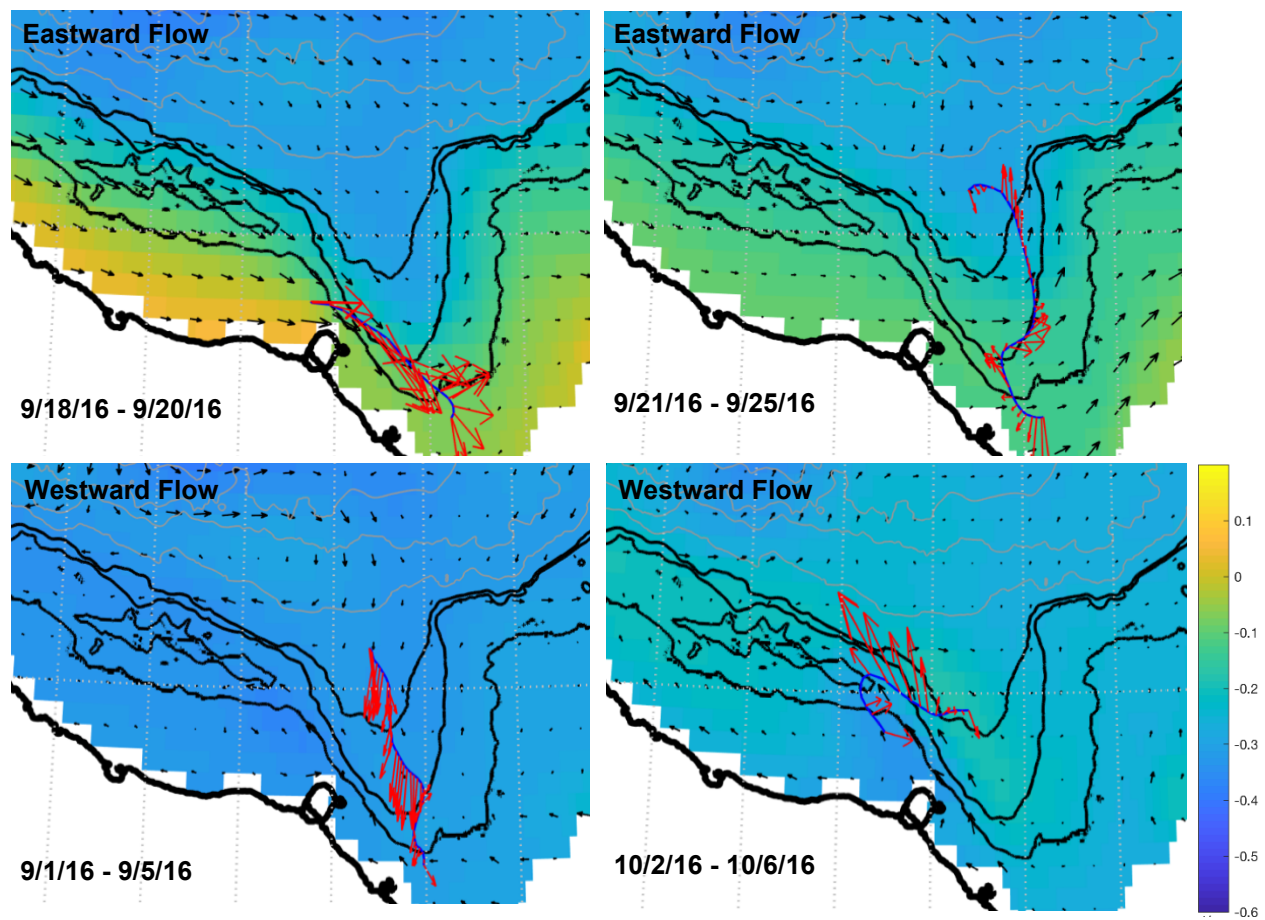 Eastward Flow
Eastward Flow
9/18/16 - 9/20/16
9/21/16 - 9/25/16
Westward Flow
Westward Flow
0.1
0
-0.1
-0.2
-0.3
-0.4
-0.5
-0.6
9/1/16 - 9/5/16
10/2/16 - 10/6/16